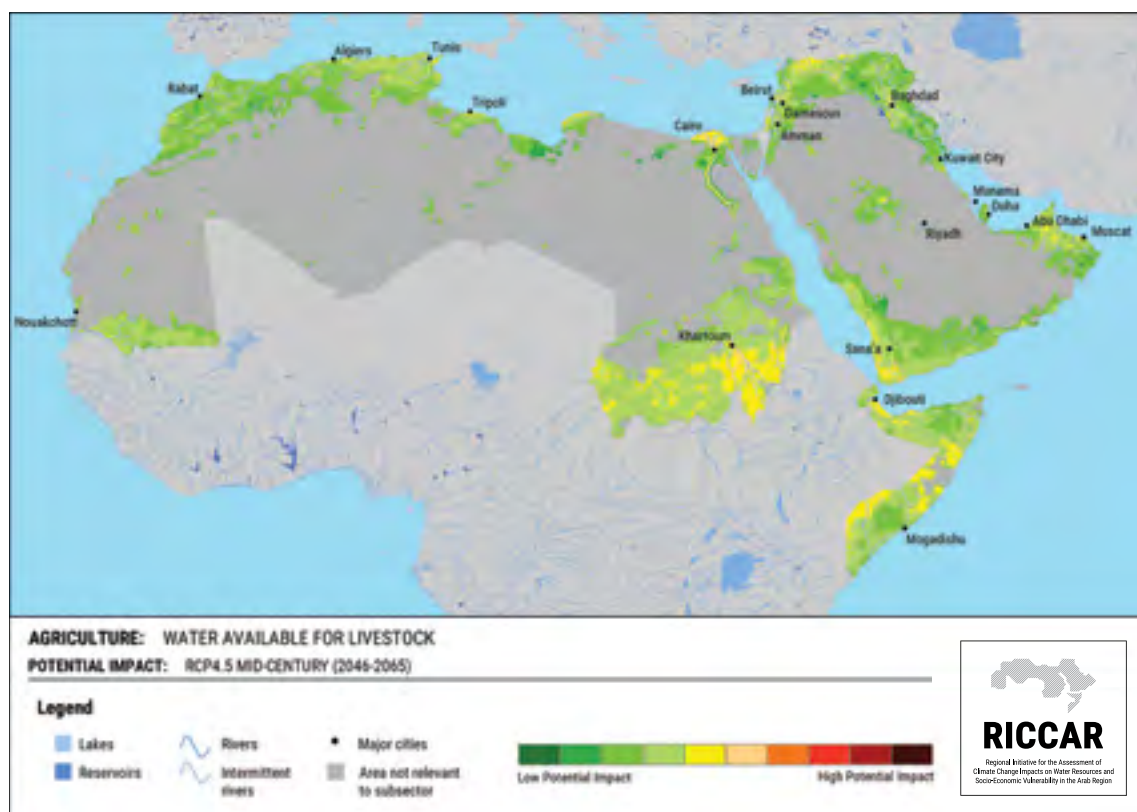 Algiers
Tunis
Rabat
Tripoli
Beirut
Baghdad
Damascus
Cairo
Amman
Kuwait City
Manama
Doha
Abu Dhabi
Muscat
Riyadh
Nouakchott
Khartoum
Sana'a
Djibouti
Mogadishu
AGRICULTURE: WATER AVAILABLE FOR LIVESTOCK
POTENTIAL IMPACT: RCP4.5 MID-CENTURY (2046-2065)
Legend
Lakes
Reservoirs
Rivers
Intermittent
rivers
Major cities
Area not relevant
to subsector
Low Potential Impact
High Potential Impact
RICCAR
Regional Initiative for the Assessment of
Climate Change Impacts on Water Resources and
Socio-Economic Vulnerability in the Arab Region